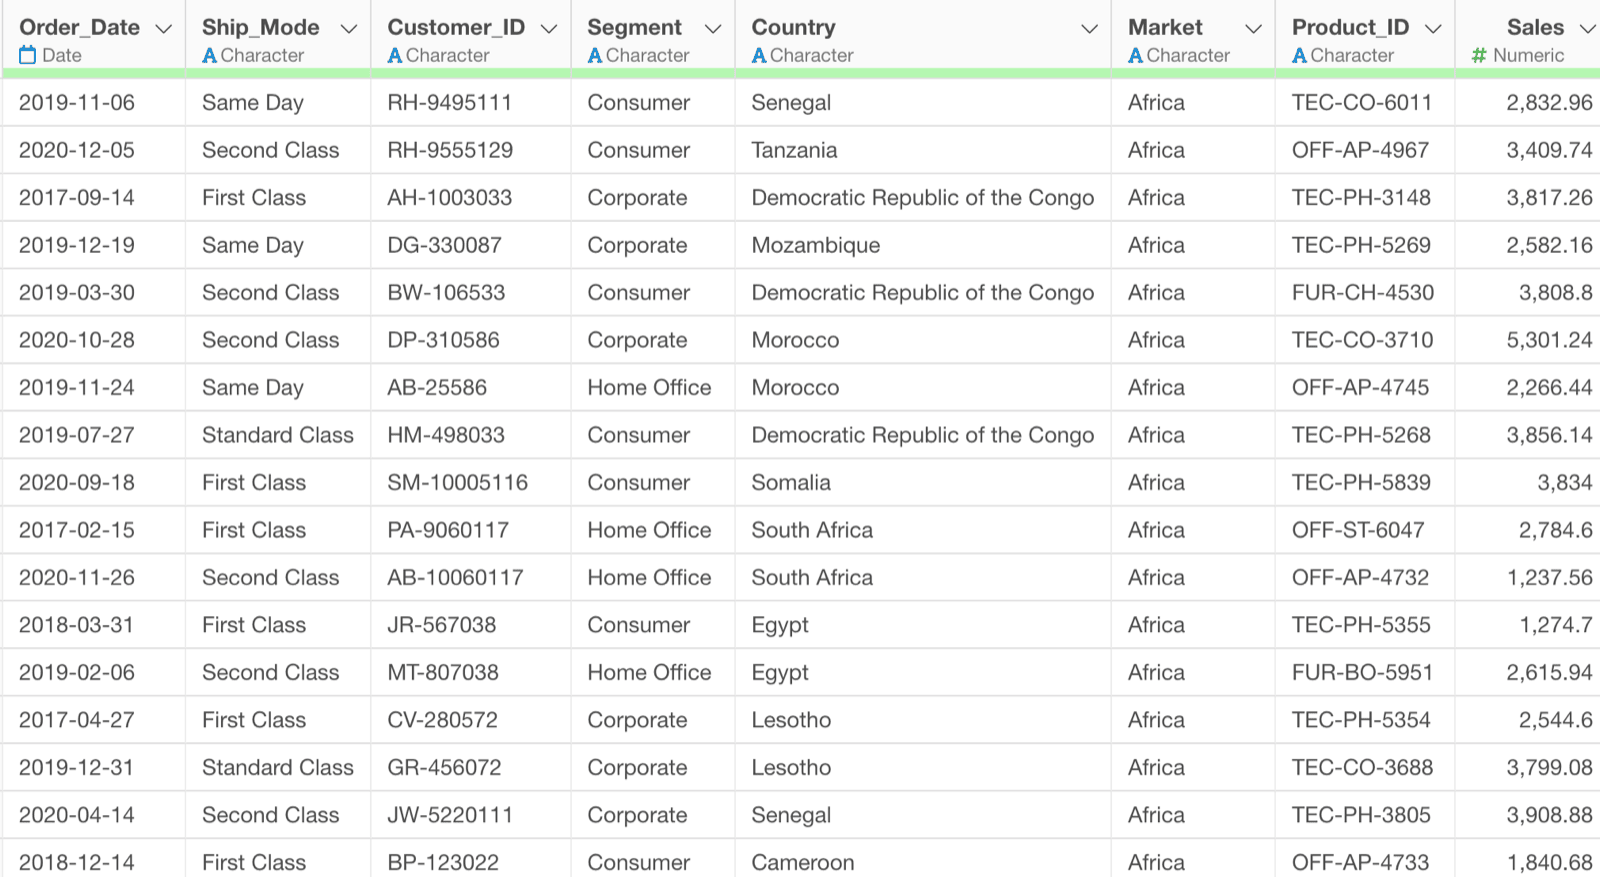 Order_Date Ship_Mode Customer_ID Segment Country Market Product_ID Sales
Date A Character A Character A Character A Character A Character A Character # Numeric
2019-11-06 Same Day RH-9495111 Consumer Senegal Africa TEC-CO-6011 2,832.96
2020-12-05 Second Class RH-9555129 Consumer Tanzania Africa OFF-AP-4967 3,409.74
2017-09-14 First Class AH-1003033 Corporate Democratic Republic of the Congo Africa TEC-PH-3148 3,817.26
2019-12-19 Same Day DG-330087 Corporate Mozambique Africa TEC-PH-5269 2,582.16
2019-03-30 Second Class BW-106533 Consumer Democratic Republic of the Congo Africa FUR-CH-4530 3,808.8
2020-10-28 Second Class DP-310586 Corporate Morocco Africa TEC-CO-3710 5,301.24
2019-11-24 Same Day AB-25586 Home Office Morocco Africa OFF-AP-4745 2,266.44
2019-07-27 Standard Class HM-498033 Consumer Democratic Republic of the Congo Africa TEC-PH-5268 3,856.14
2020-09-18 First Class SM-10005116 Consumer Somalia Africa TEC-PH-5839 3,834
2017-02-15 First Class PA-9060117 Home Office South Africa Africa OFF-ST-6047 2,784.6
2020-11-26 Second Class AB-10060117 Home Office South Africa Africa OFF-AP-4732 1,237.56
2018-03-31 First Class JR-567038 Consumer Egypt Africa TEC-PH-5355 1,274.7
2019-02-06 Second Class MT-807038 Home Office Egypt Africa FUR-BO-5951 2,615.94
2017-04-27 First Class CV-280572 Corporate Lesotho Africa TEC-PH-5354 2,544.6
2019-12-31 Standard Class GR-456072 Corporate Lesotho Africa TEC-CO-3688 3,799.08
2020-04-14 Second Class JW-5220111 Corporate Senegal Africa TEC-PH-3805 3,908.88
2018-12-14 First Class BP-123022 Consumer Cameroon Africa OFF-AP-4733 1,840.68